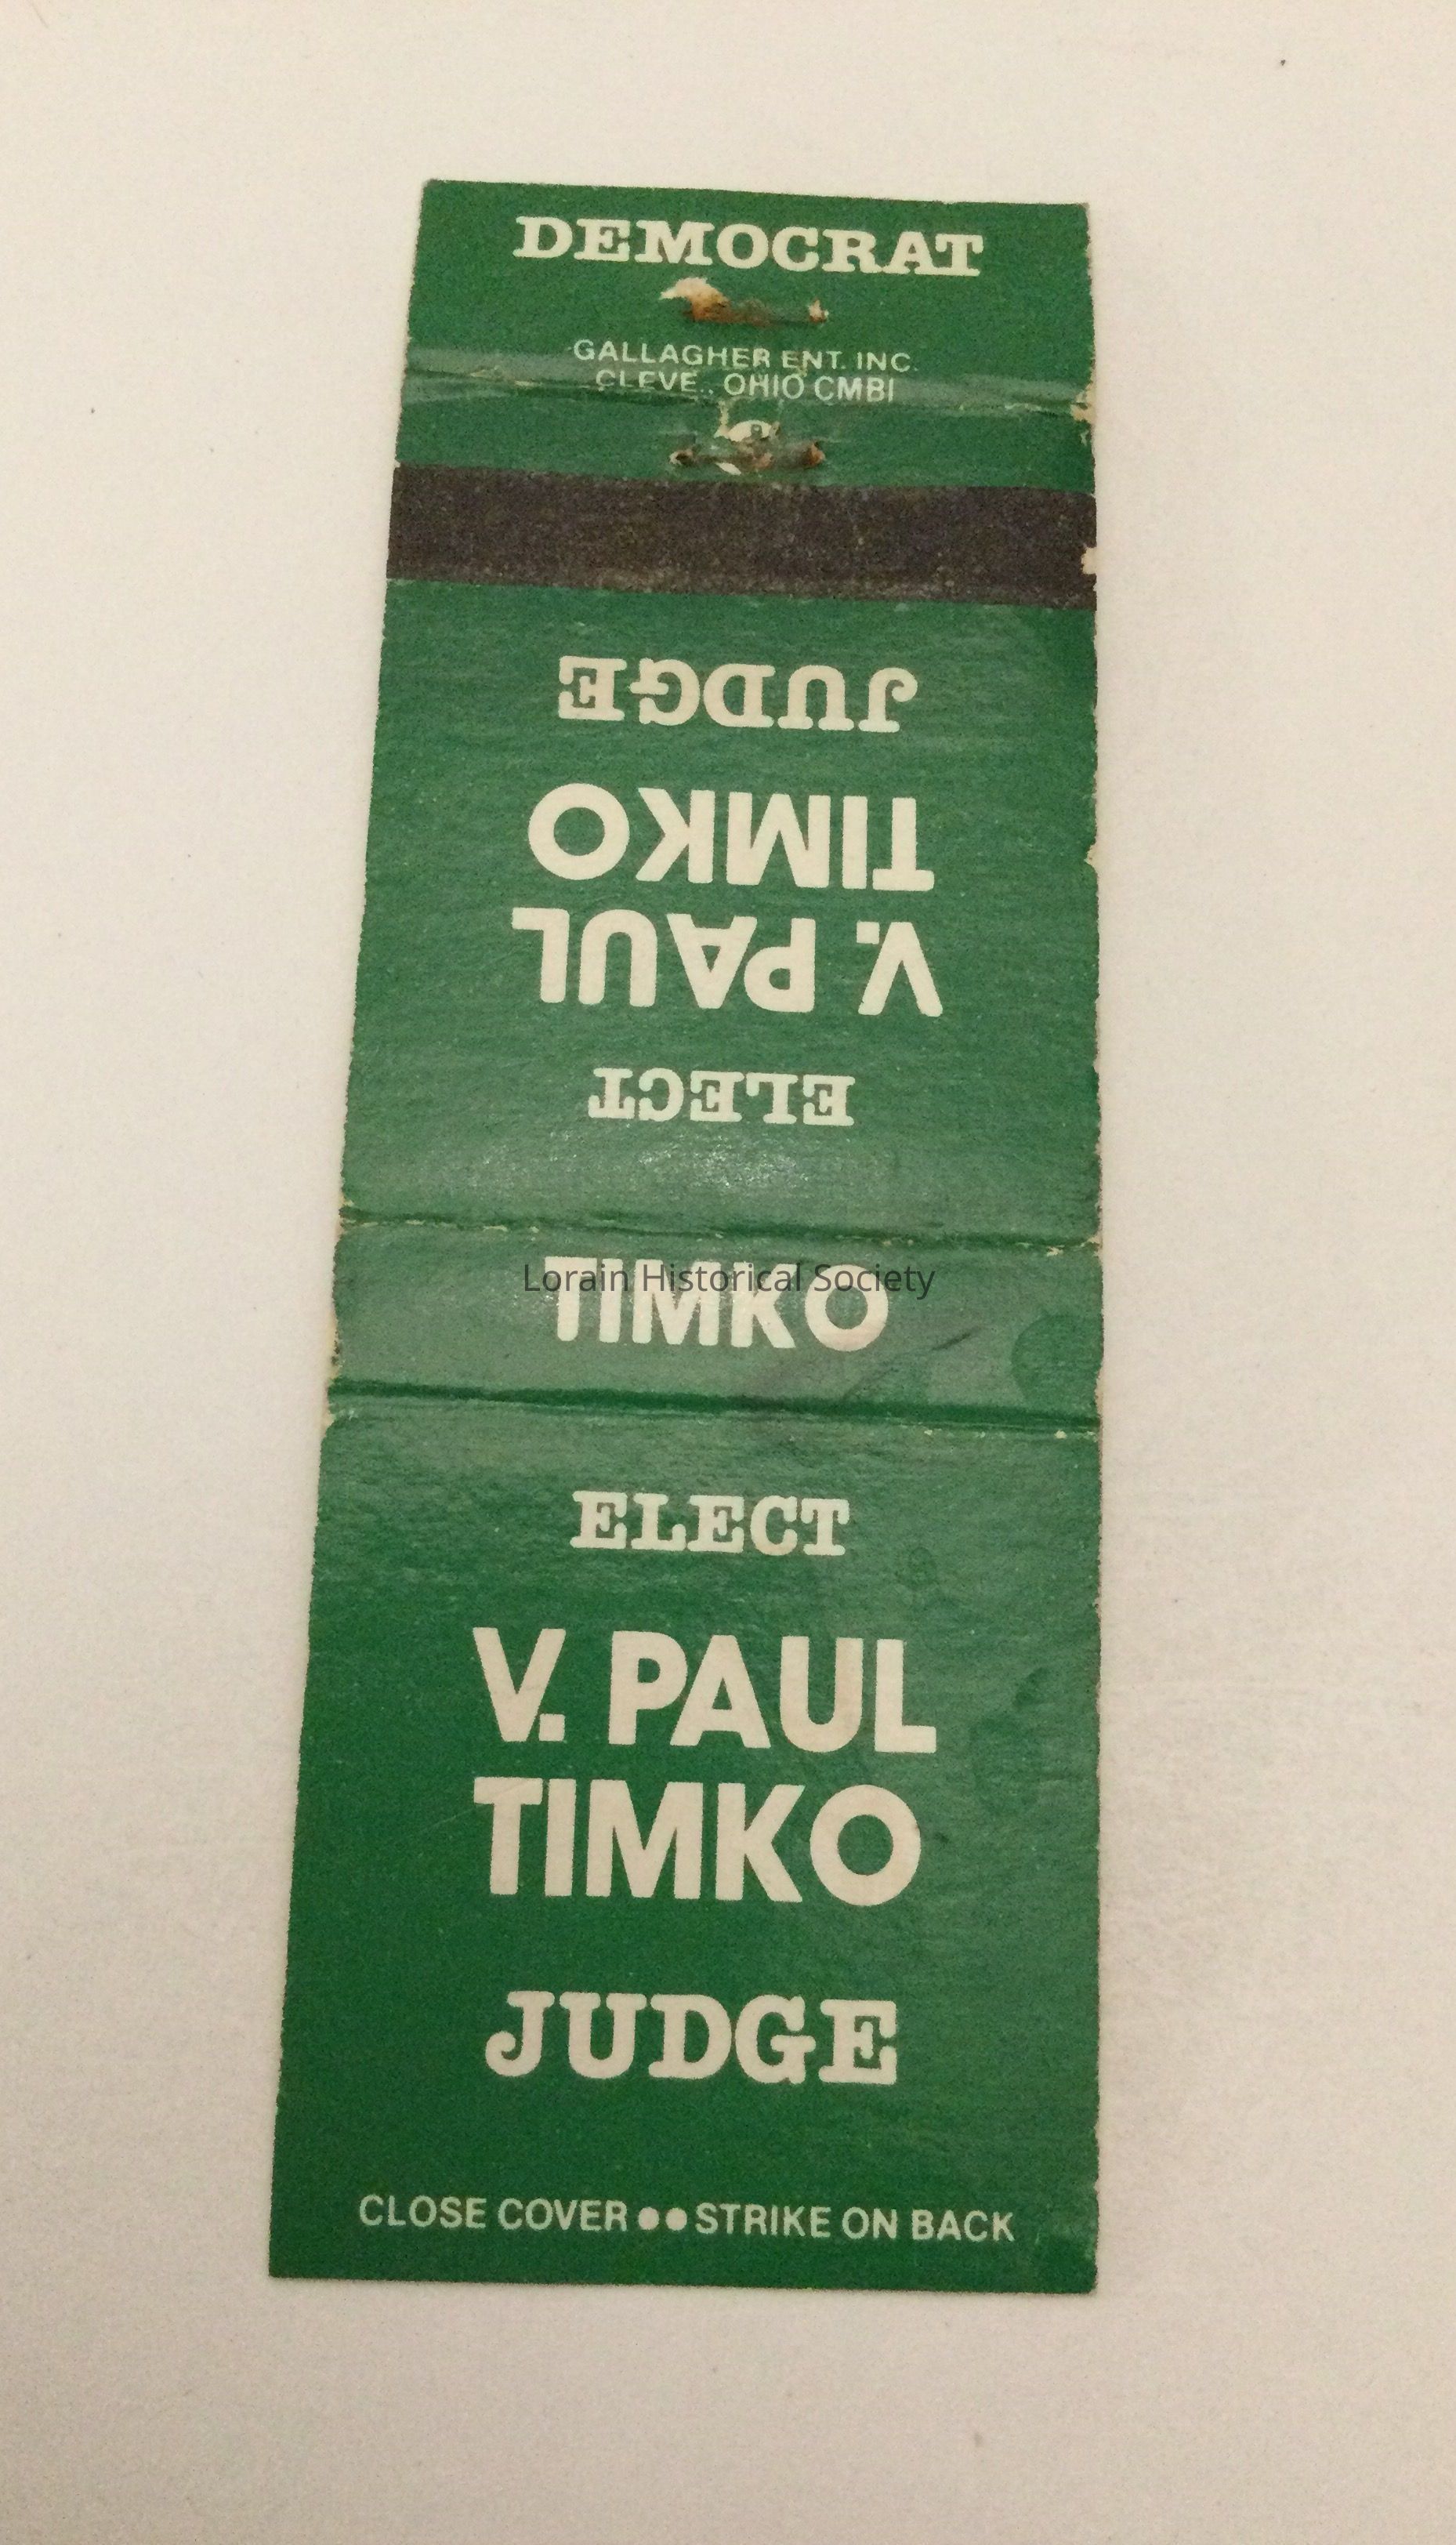 DEMOCRAT
GALLAGHER ENT. INC.
CLEVE., OHIO CMBI
JUDGE
TIMKO
V. PAUL
ELECT
TIMKO
Lorain Historical Society
ELECT
V. PAUL
TIMKO
JUDGE
CLOSE COVER ●● STRIKE ON BACK